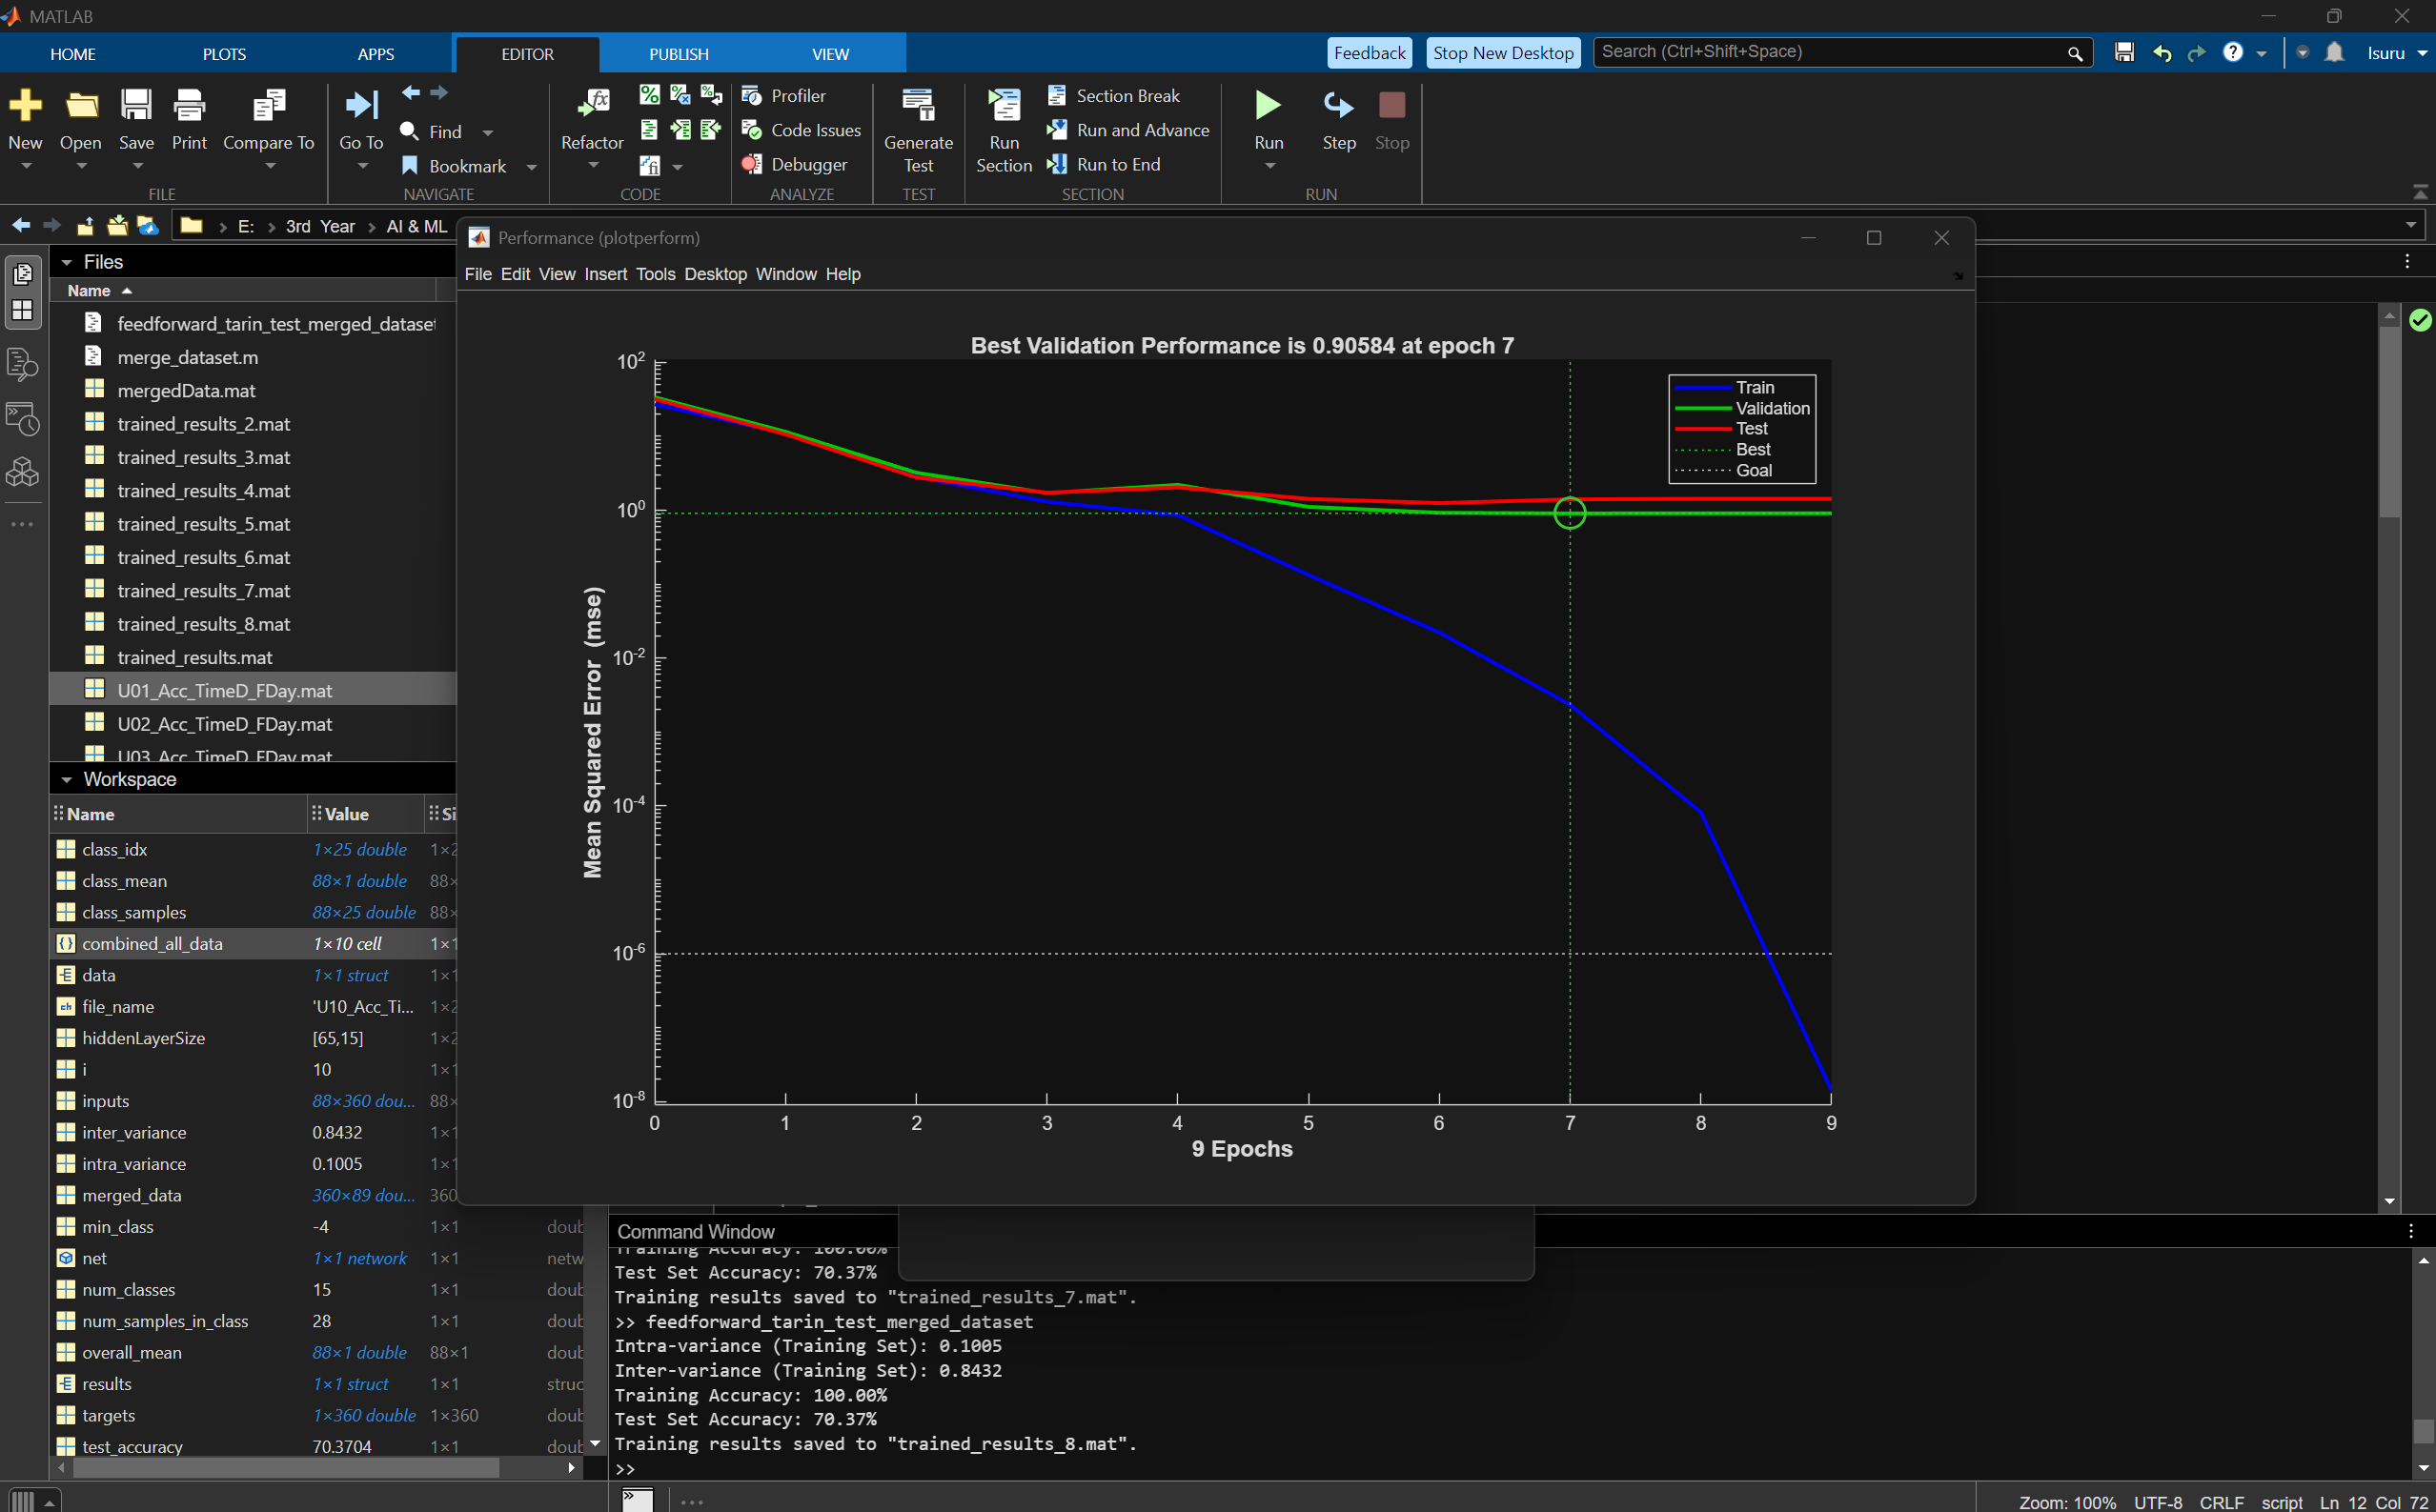 MATLAB
HOME PLOTS APPS EDITOR PUBLISH VIEW Feedback Stop New Desktop Search (Ctrl+Shift+Space) Isuru
New Open Save Print Compare To
FILE
Go To Find Bookmark
NAVIGATE
Refactor
CODE
Profiler
Code Issues
Debugger
ANALYZE
Generate Test
TEST
Run Section
Section Break
Run and Advance
Run to End
SECTION
Run Step Stop
RUN
E: 3rd Year AI & ML
Files
Name
feedforward_tarin_test_merged_dataset
merge_dataset.m
mergedData.mat
trained_results_2.mat
trained_results_3.mat
trained_results_4.mat
trained_results_5.mat
trained_results_6.mat
trained_results_7.mat
trained_results_8.mat
trained_results.mat
U01_Acc_TimeD_FDay.mat
U02_Acc_TimeD_FDay.mat
U03_Acc_TimeD_FDay.mat
Workspace
Name Value Si
class_idx 1×25 double 1×2
class_mean 88×1 double 88×
class_samples 88×25 double 88×
combined_all_data 1×10 cell 1×1
data 1×1 struct 1×1
file_name 'U10_Acc_Ti... 1×2
hiddenLayerSize [65,15] 1×2
i 10 1×1
inputs 88×360 dou... 88×
inter_variance 0.8432 1×1
intra_variance 0.1005 1×1
merged_data 360×89 dou... 360
min_class -4 1×1 doub
net 1×1 network 1×1 netw
num_classes 15 1×1 doub
num_samples_in_class 28 1×1 doub
overall_mean 88×1 double 88×1 doub
results 1×1 struct 1×1 struc
targets 1×360 double 1×360 doub
test_accuracy 70.3704 1×1 doub
Performance (plotperform)
File Edit View Insert Tools Desktop Window Help
Best Validation Performance is 0.90584 at epoch 7
Train
Validation
Test
Best
Goal
Mean Squared Error (mse)
10²
10⁰
10⁻²
10⁻⁴
10⁻⁶
10⁻⁸
0 1 2 3 4 5 6 7 8 9
9 Epochs
Command Window
Training Accuracy: 100.00%
Test Set Accuracy: 70.37%
Training results saved to "trained_results_7.mat".
>> feedforward_tarin_test_merged_dataset
Intra-variance (Training Set): 0.1005
Inter-variance (Training Set): 0.8432
Training Accuracy: 100.00%
Test Set Accuracy: 70.37%
Training results saved to "trained_results_8.mat".
>>
Zoom: 100% UTF-8 CRLF script Ln 12 Col 72